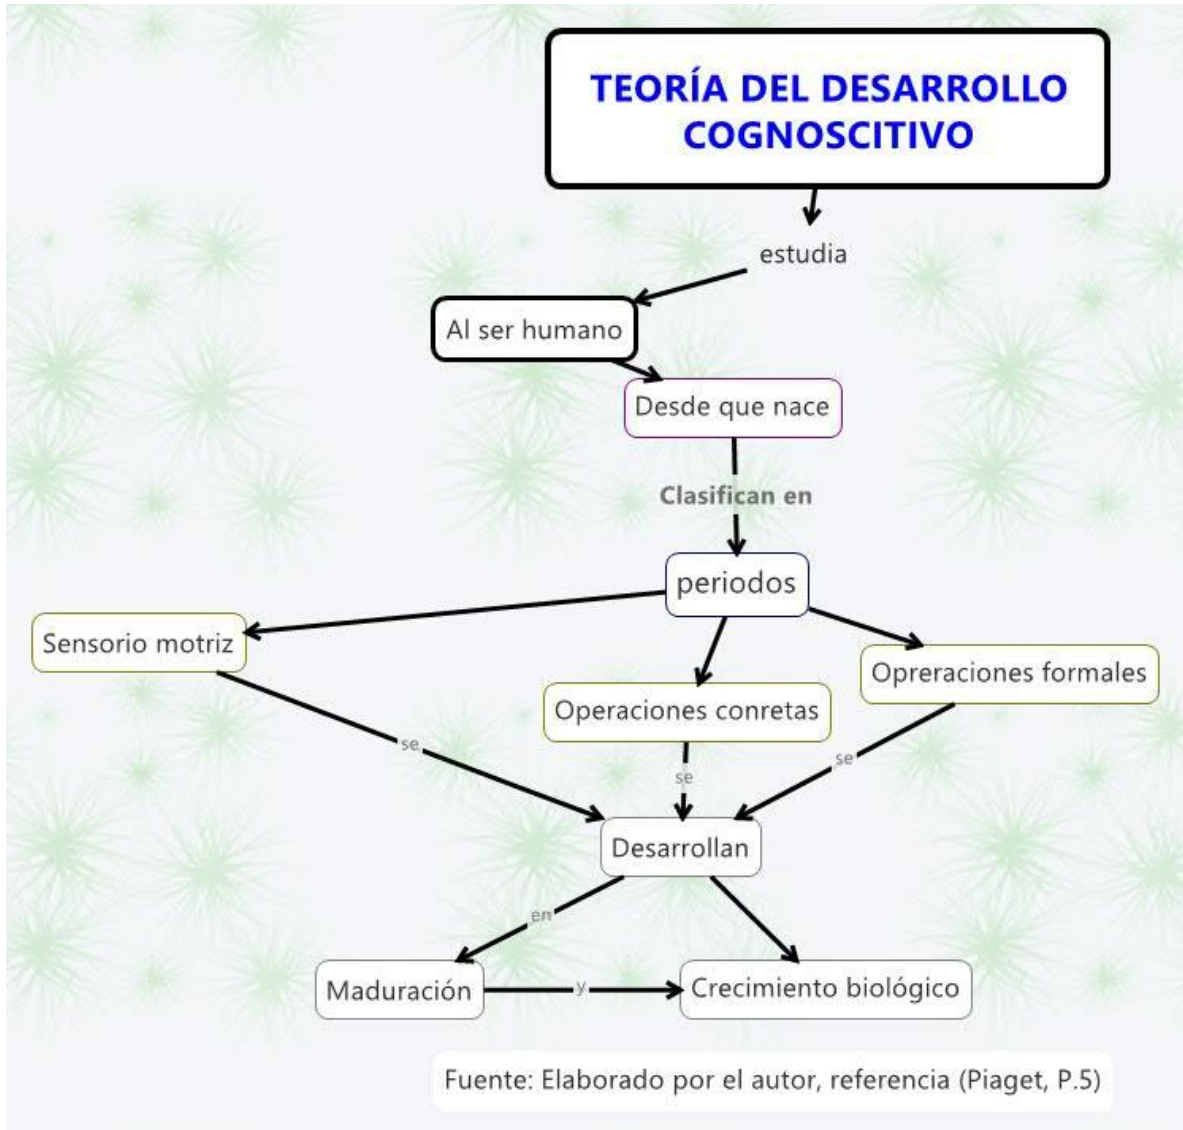 TEORÍA DEL DESARROLLO
COGNOSCITIVO
estudia
Al ser humano
Desde que nace
Clasifican en
periodos
Sensorio motriz
Operaciones conretas
Opreraciones formales
se
se
se
Desarrollan
en
Maduración
y
Crecimiento biológico
Fuente: Elaborado por el autor, referencia (Piaget, P.5)